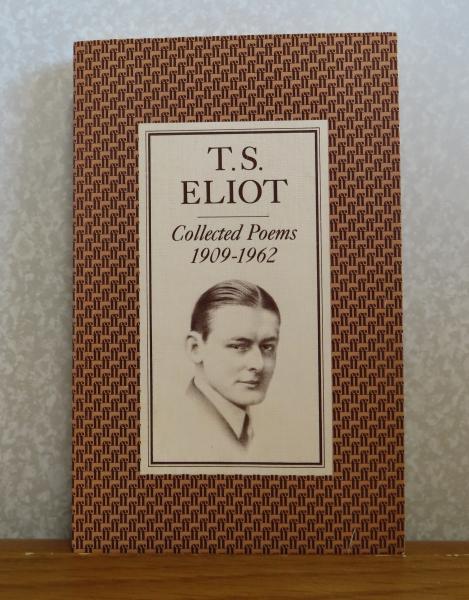 T.S.
ELIOT
Collected Poems
1909-1962